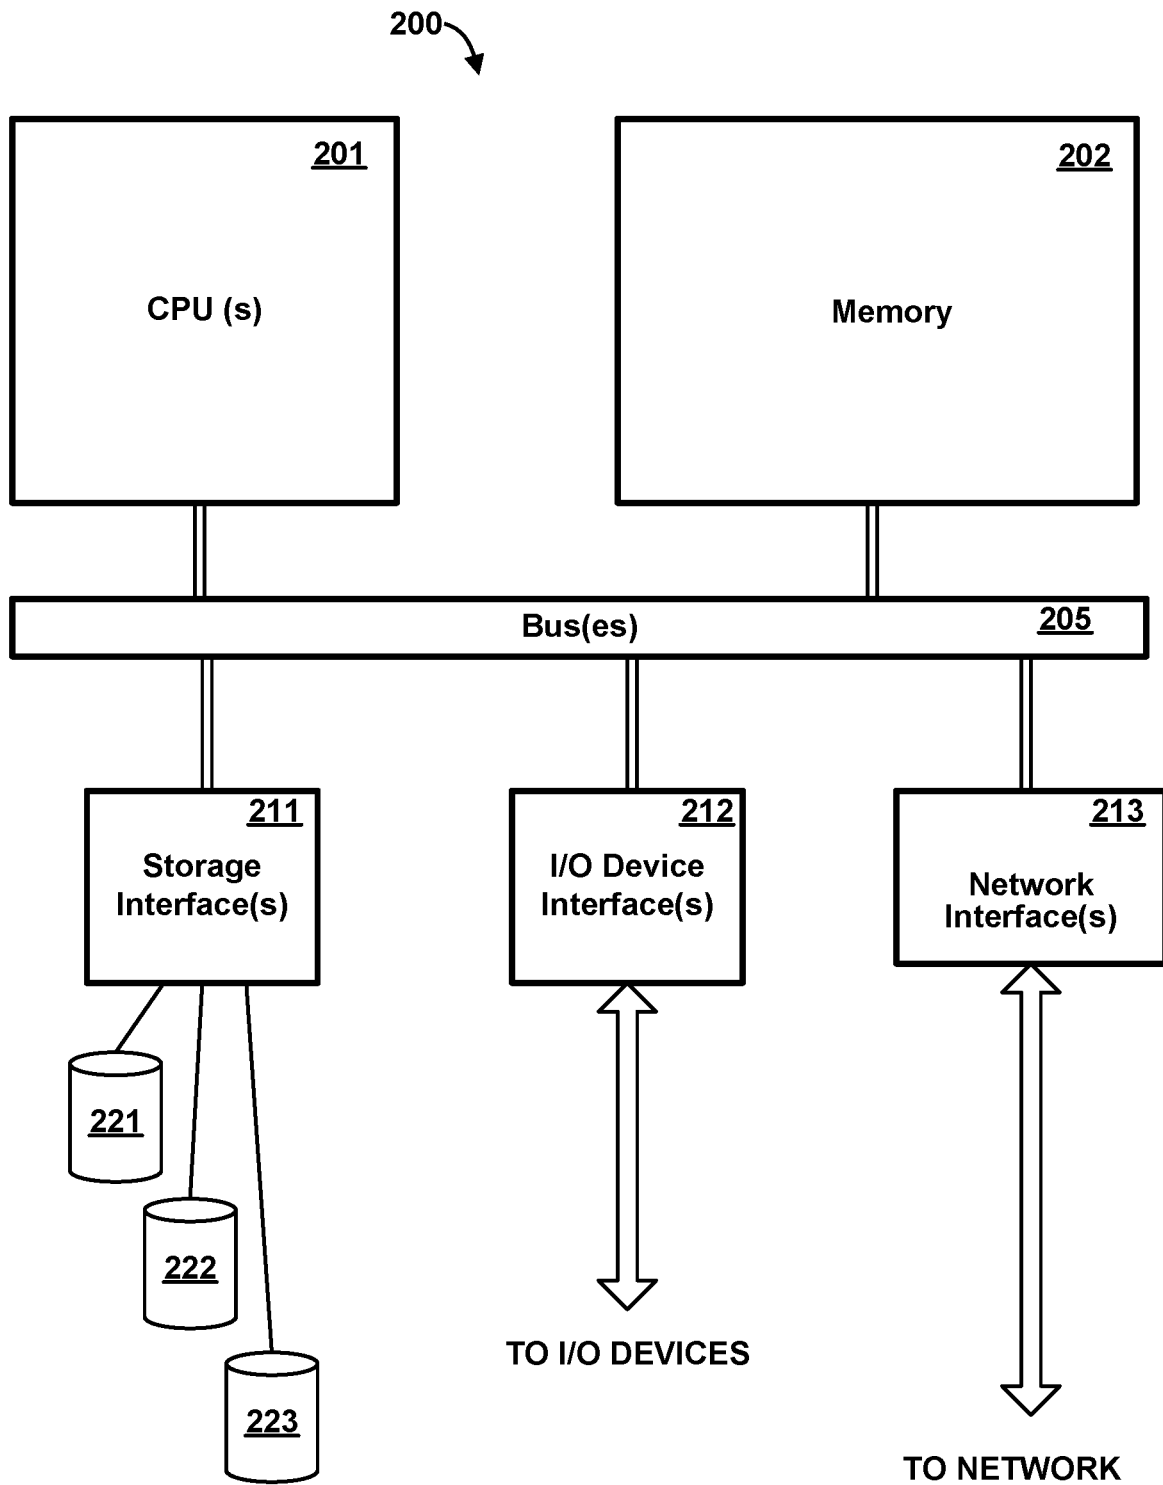 200
201
202
CPU (s)
Memory
Bus(es)
205
211
212
213
Storage
Interface(s)
I/O Device
Interface(s)
Network
Interface(s)
221
222
223
TO I/O DEVICES
TO NETWORK